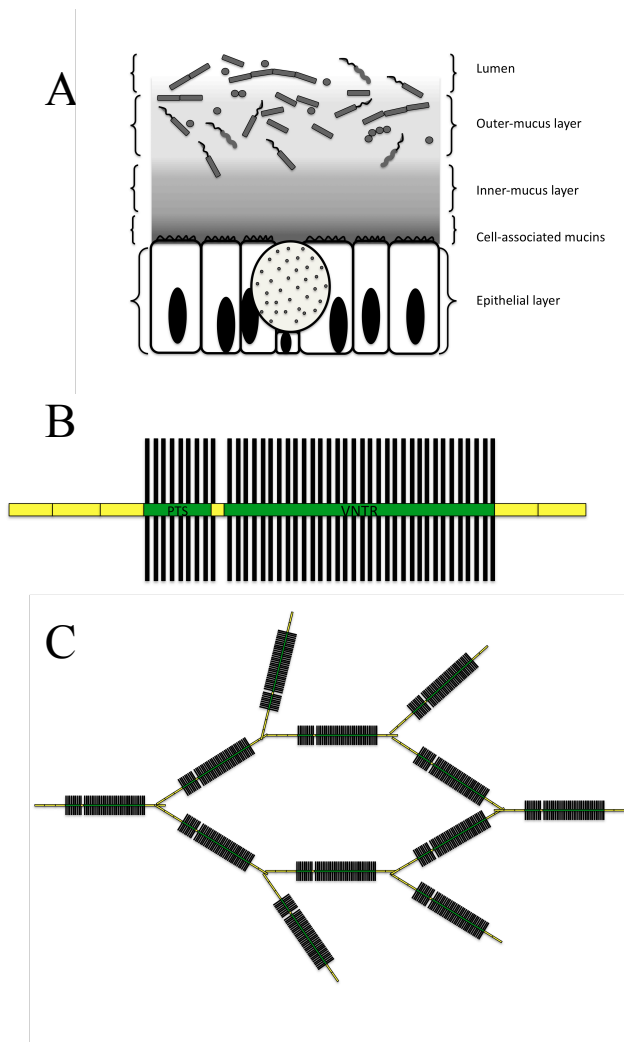 A
Lumen
Outer-mucus layer
Inner-mucus layer
Cell-associated mucins
Epithelial layer
B
PTS
VNTR
C